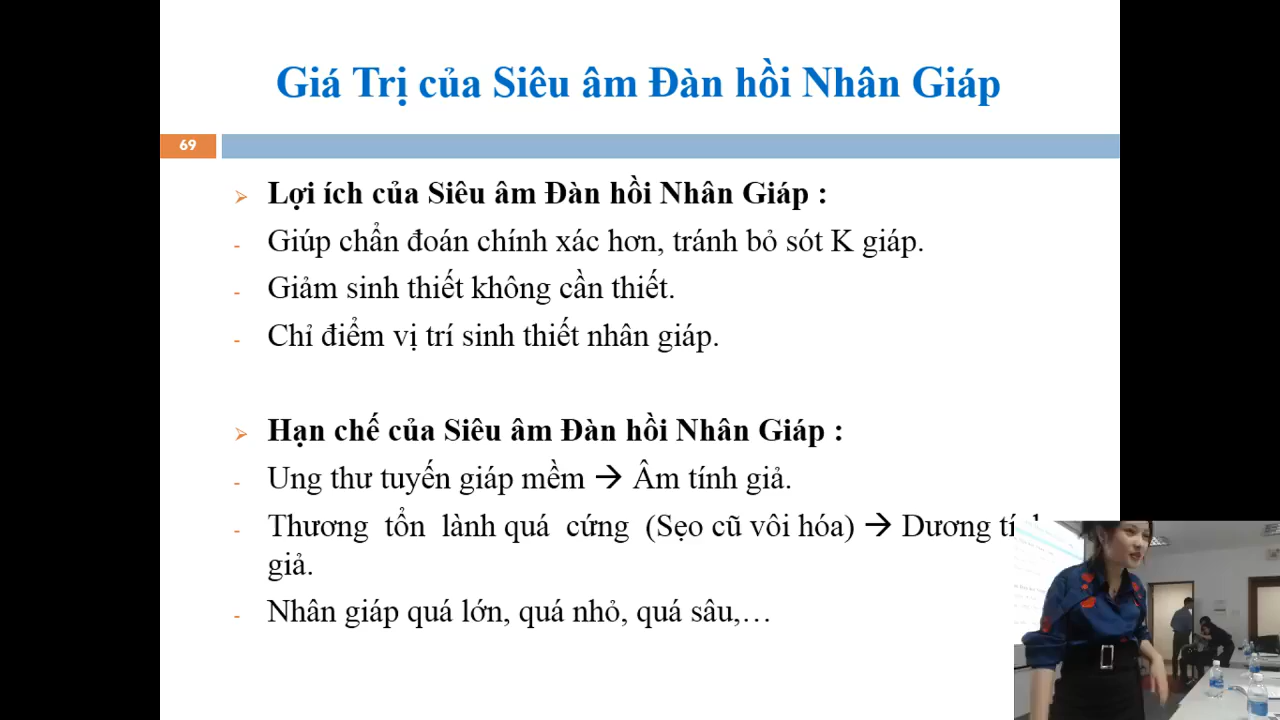 Giá Trị của Siêu âm Đàn hồi Nhân Giáp
69
Lợi ích của Siêu âm Đàn hồi Nhân Giáp :
- Giúp chẩn đoán chính xác hơn, tránh bỏ sót K giáp.
- Giảm sinh thiết không cần thiết.
- Chỉ điểm vị trí sinh thiết nhân giáp.
Hạn chế của Siêu âm Đàn hồi Nhân Giáp :
- Ung thư tuyến giáp mềm → Âm tính giả.
- Thương tổn lành quá cứng (Sẹo cũ vôi hóa) → Dương tính
giả.
- Nhân giáp quá lớn, quá nhỏ, quá sâu,…